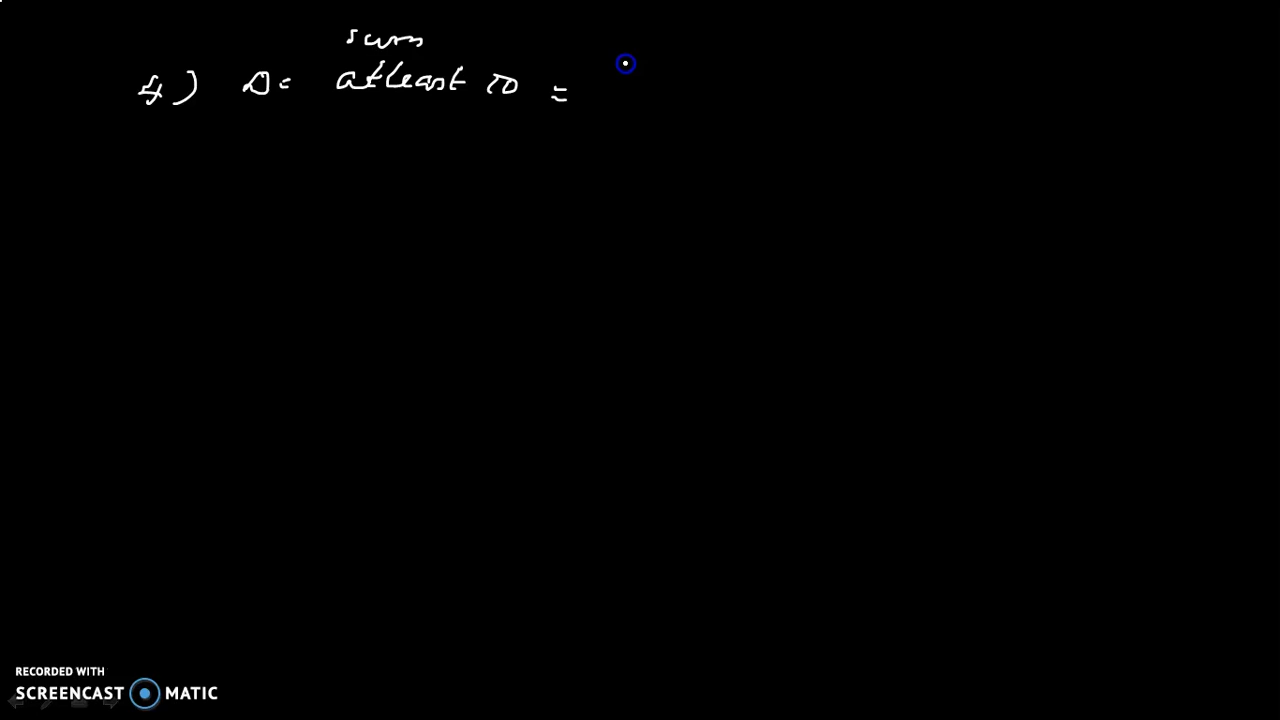 sum
4) D = atleast 10 =
RECORDED WITH
SCREENCAST MATIC